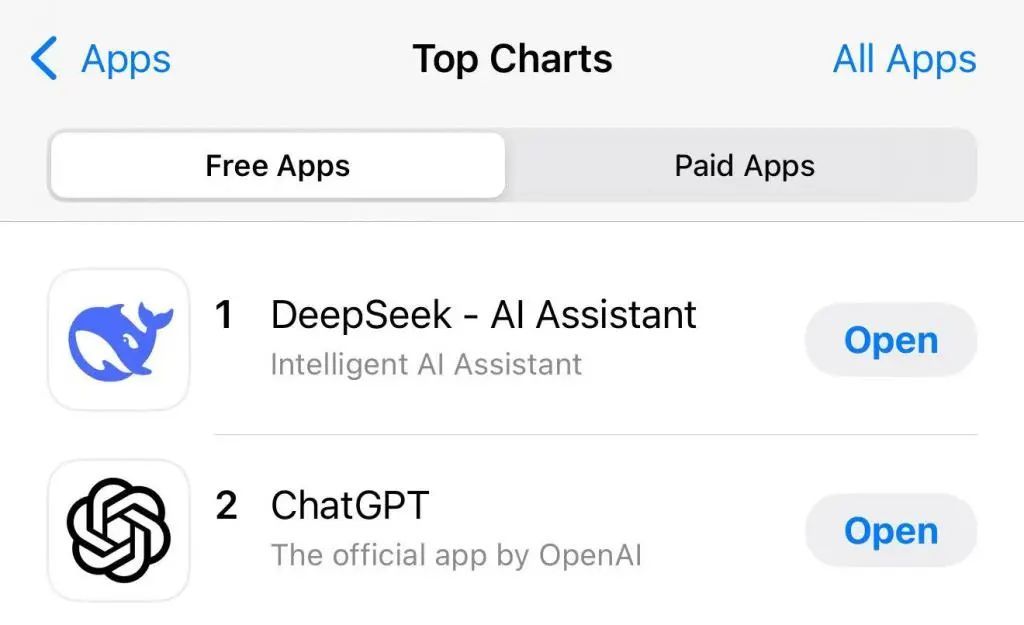 Apps
Top Charts
All Apps
Free Apps
Paid Apps
1 DeepSeek - AI Assistant
Intelligent AI Assistant
Open
2 ChatGPT
The official app by OpenAI
Open